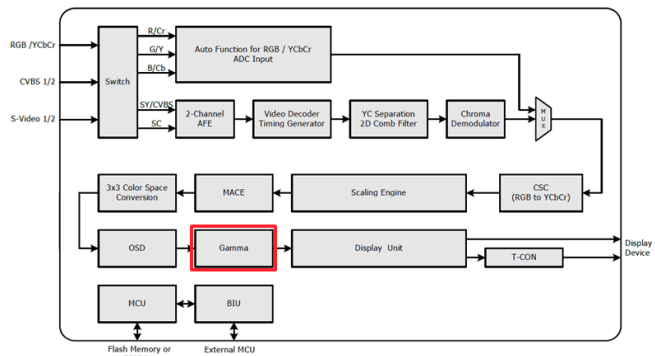 RGB /YCbCr
CVBS 1/2
S-Video 1/2
Switch
R/Cr
G/Y
B/Cb
SY/CVBS
SC
Auto Function for RGB / YCbCr
ADC Input
2-Channel
AFE
Video Decoder
Timing Generator
YC Separation
2D Comb Filter
Chroma
Demodulator
M
U
X
3x3 Color Space
Conversion
MACE
Scaling Engine
CSC
(RGB to YCbCr)
OSD
Gamma
Display Unit
T-CON
Display
Device
MCU
BIU
Flash Memory or
External MCU